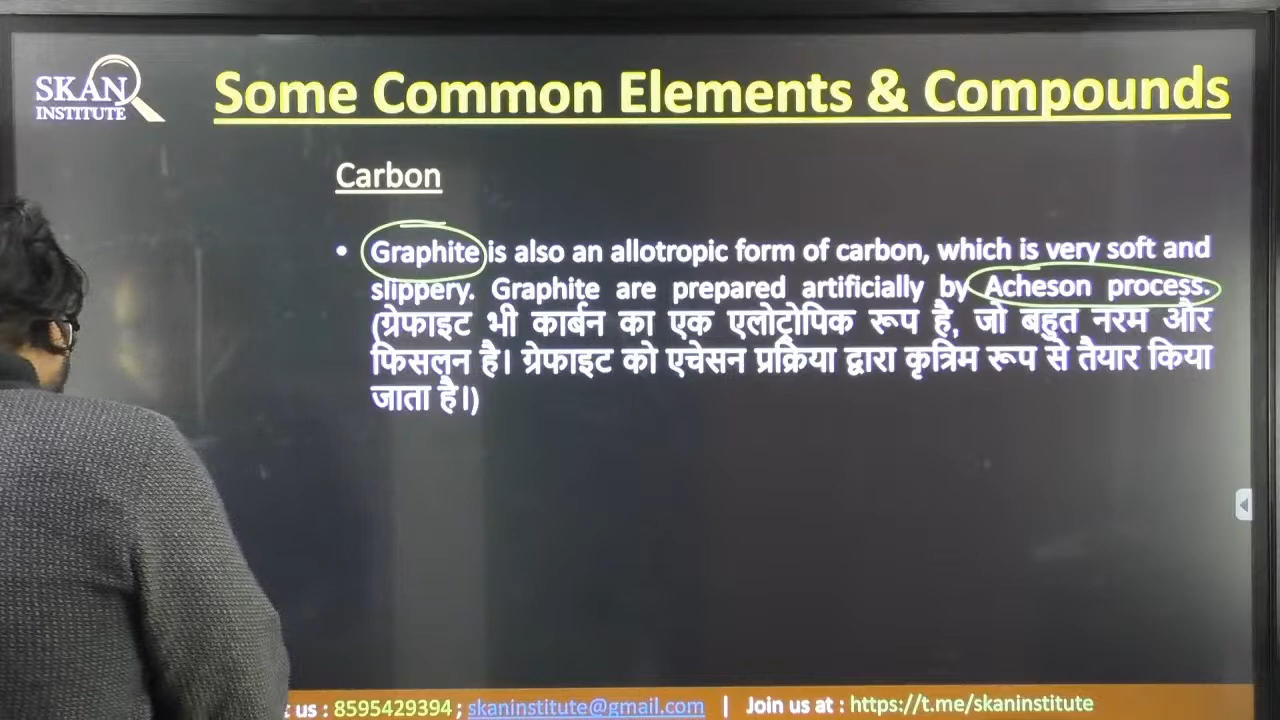 SKAN
INSTITUTE
Some Common Elements & Compounds
Carbon
• Graphite is also an allotropic form of carbon, which is very soft and
slippery. Graphite are prepared artificially by Acheson process.
(ग्रेफाइट भी कार्बन का एक एलोट्रोपिक रूप है, जो बहुत नरम और
फिसलन है। ग्रेफाइट को एचेसन प्रक्रिया द्वारा कृत्रिम रूप से तैयार किया
जाता है।)
t us : 8595429394 ; skaninstitute@gmail.com | Join us at : https://t.me/skaninstitute